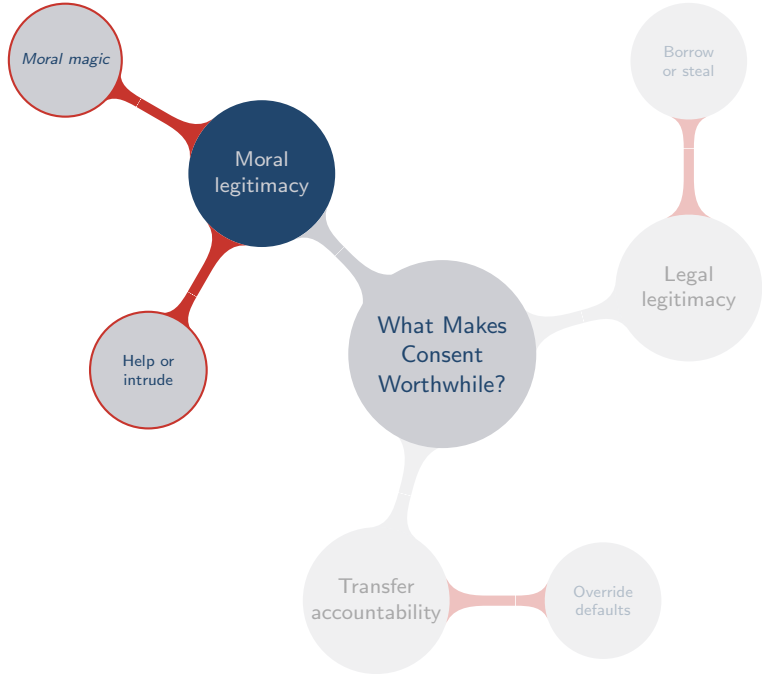 Moral magic
Borrow
or steal
Moral
legitimacy
Legal
legitimacy
What Makes
Consent
Worthwhile?
Help or
intrude
Transfer
accountability
Override
defaults